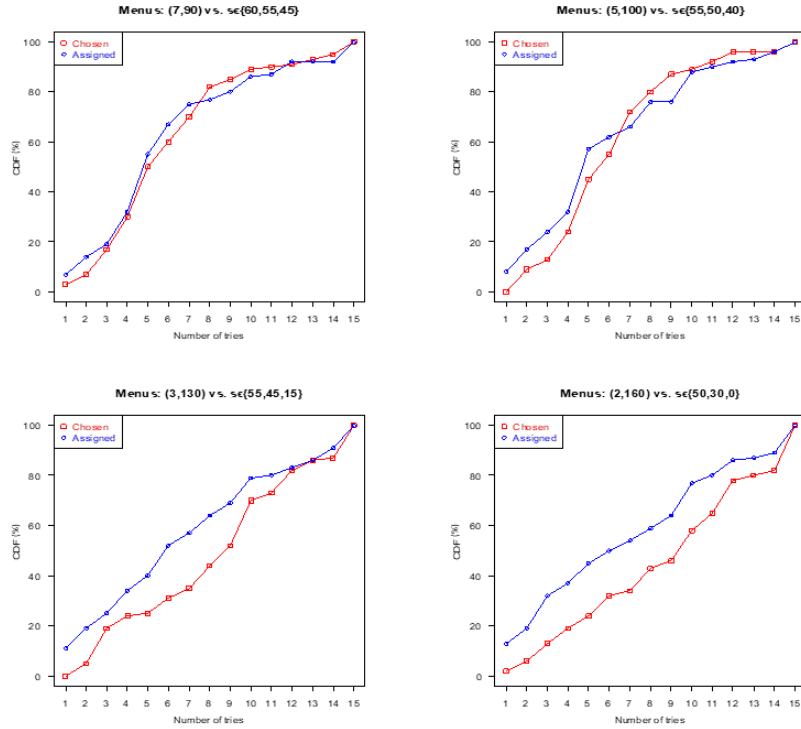 Menus: (7,90) vs. sϵ{60,55,45}
Chosen
Assigned
CDF (%)
100
80
60
40
20
0
1 2 3 4 5 6 7 8 9 10 11 12 13 14 15
Number of tries
Menus: (5,100) vs. sϵ{55,50,40}
Chosen
Assigned
CDF (%)
100
80
60
40
20
0
1 2 3 4 5 6 7 8 9 10 11 12 13 14 15
Number of tries
Menus: (3,130) vs. sϵ{55,45,15}
Chosen
Assigned
CDF (%)
100
80
60
40
20
0
1 2 3 4 5 6 7 8 9 10 11 12 13 14 15
Number of tries
Menus: (2,160) vs. sϵ{50,30,0}
Chosen
Assigned
CDF (%)
100
80
60
40
20
0
1 2 3 4 5 6 7 8 9 10 11 12 13 14 15
Number of tries